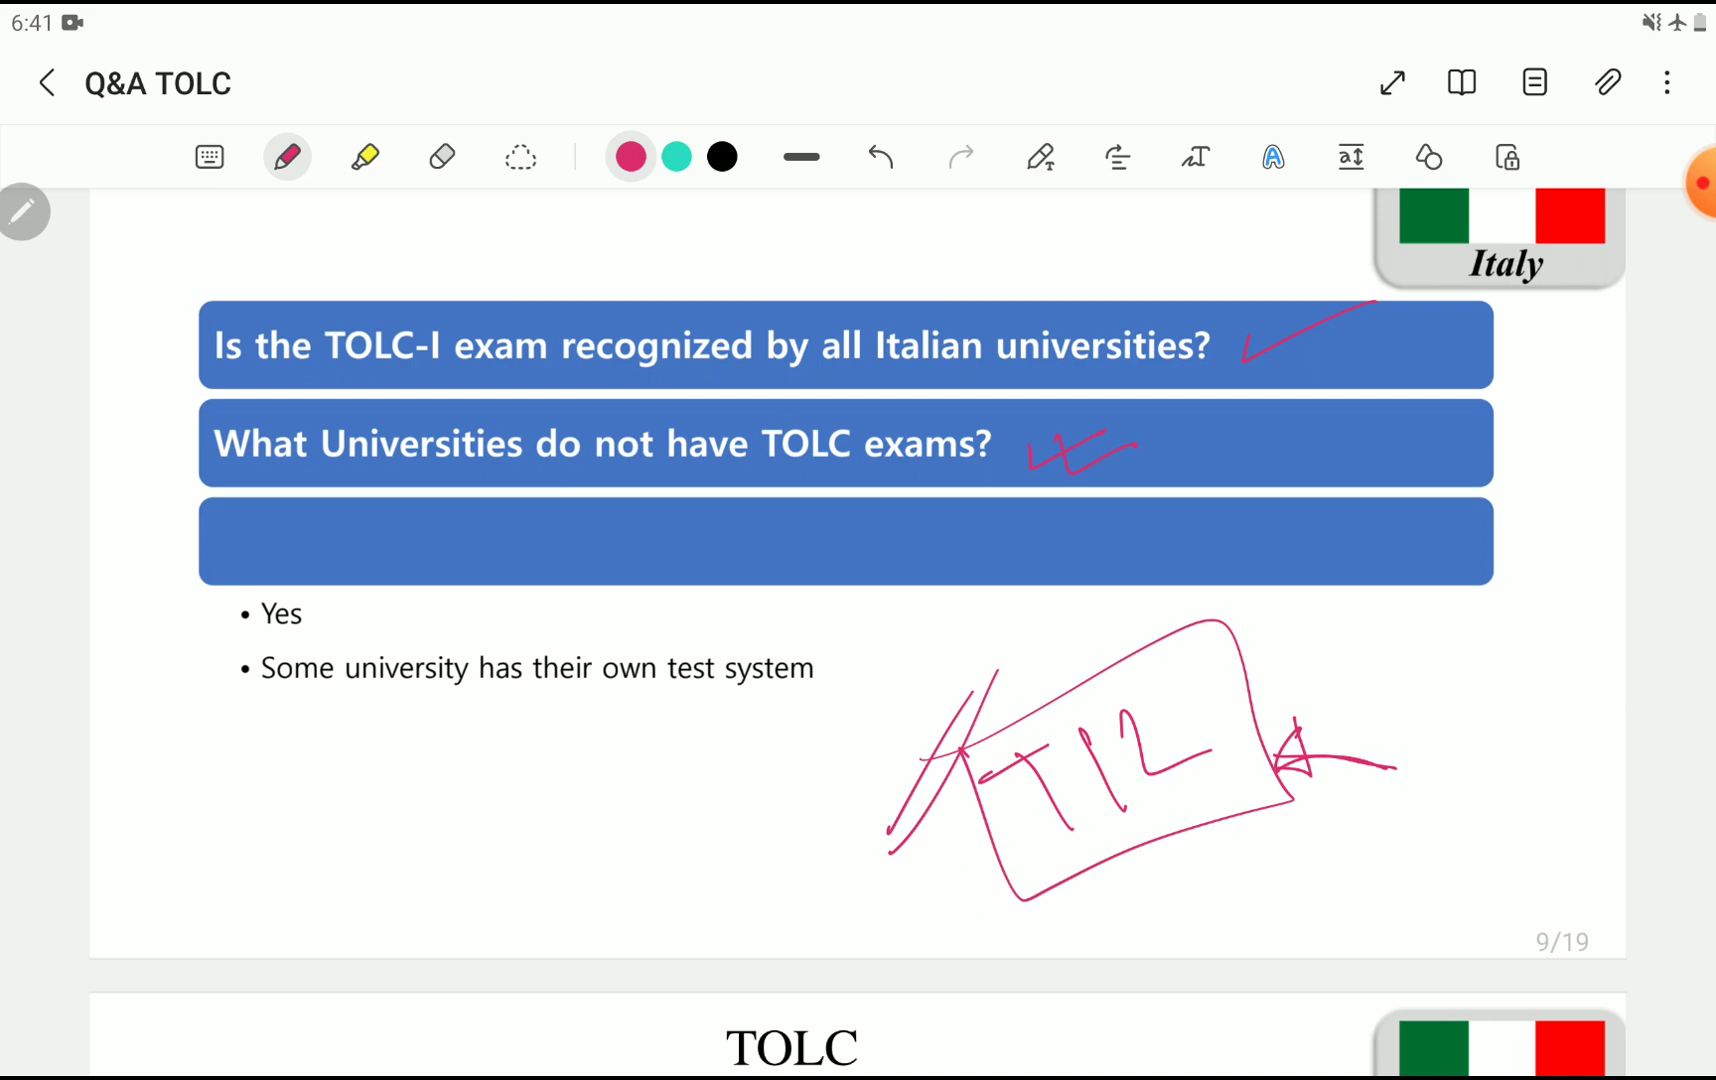 6:41
Q&A TOLC
Italy
Is the TOLC-I exam recognized by all Italian universities?
What Universities do not have TOLC exams?
• Yes
• Some university has their own test system
9/19
TOLC